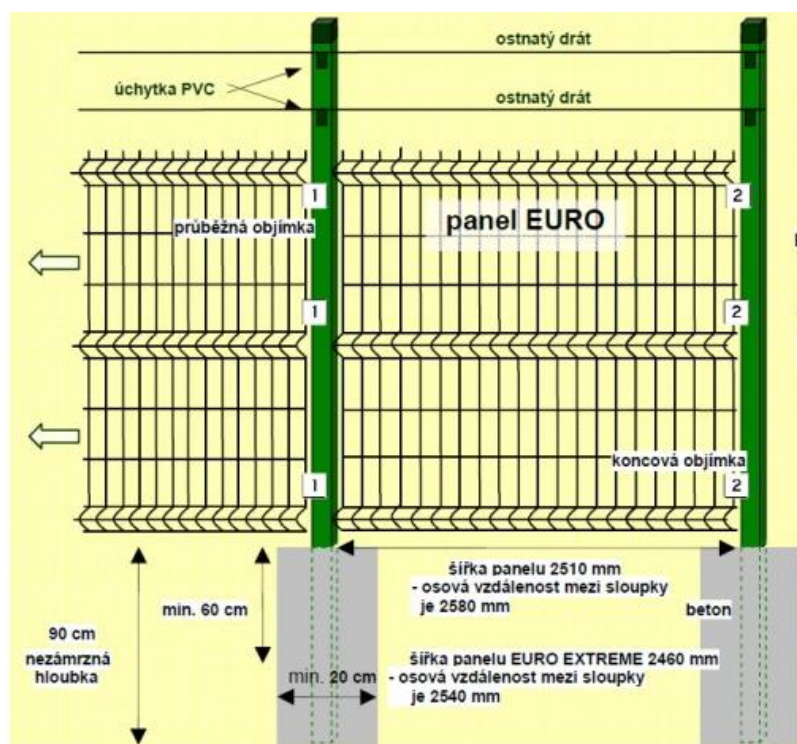 ostnatý drát
úchytka PVC
ostnatý drát
1
2
průběžná objímka
panel EURO
1
2
koncová objímka
1
2
šířka panelu 2510 mm
- osová vzdálenost mezi sloupky
je 2580 mm
min. 60 cm
beton
90 cm
nezámrzná
hloubka
šířka panelu EURO EXTREME 2460 mm
min. 20 cm
- osová vzdálenost mezi sloupky
je 2540 mm